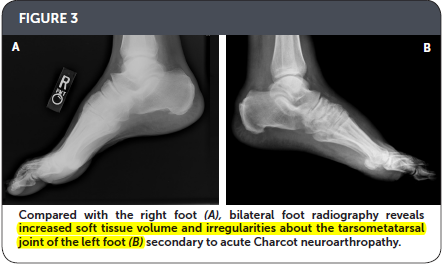 FIGURE 3
A
B
R
Compared with the right foot (A), bilateral foot radiography reveals
increased soft tissue volume and irregularities about the tarsometatarsal
joint of the left foot (B) secondary to acute Charcot neuroarthropathy.